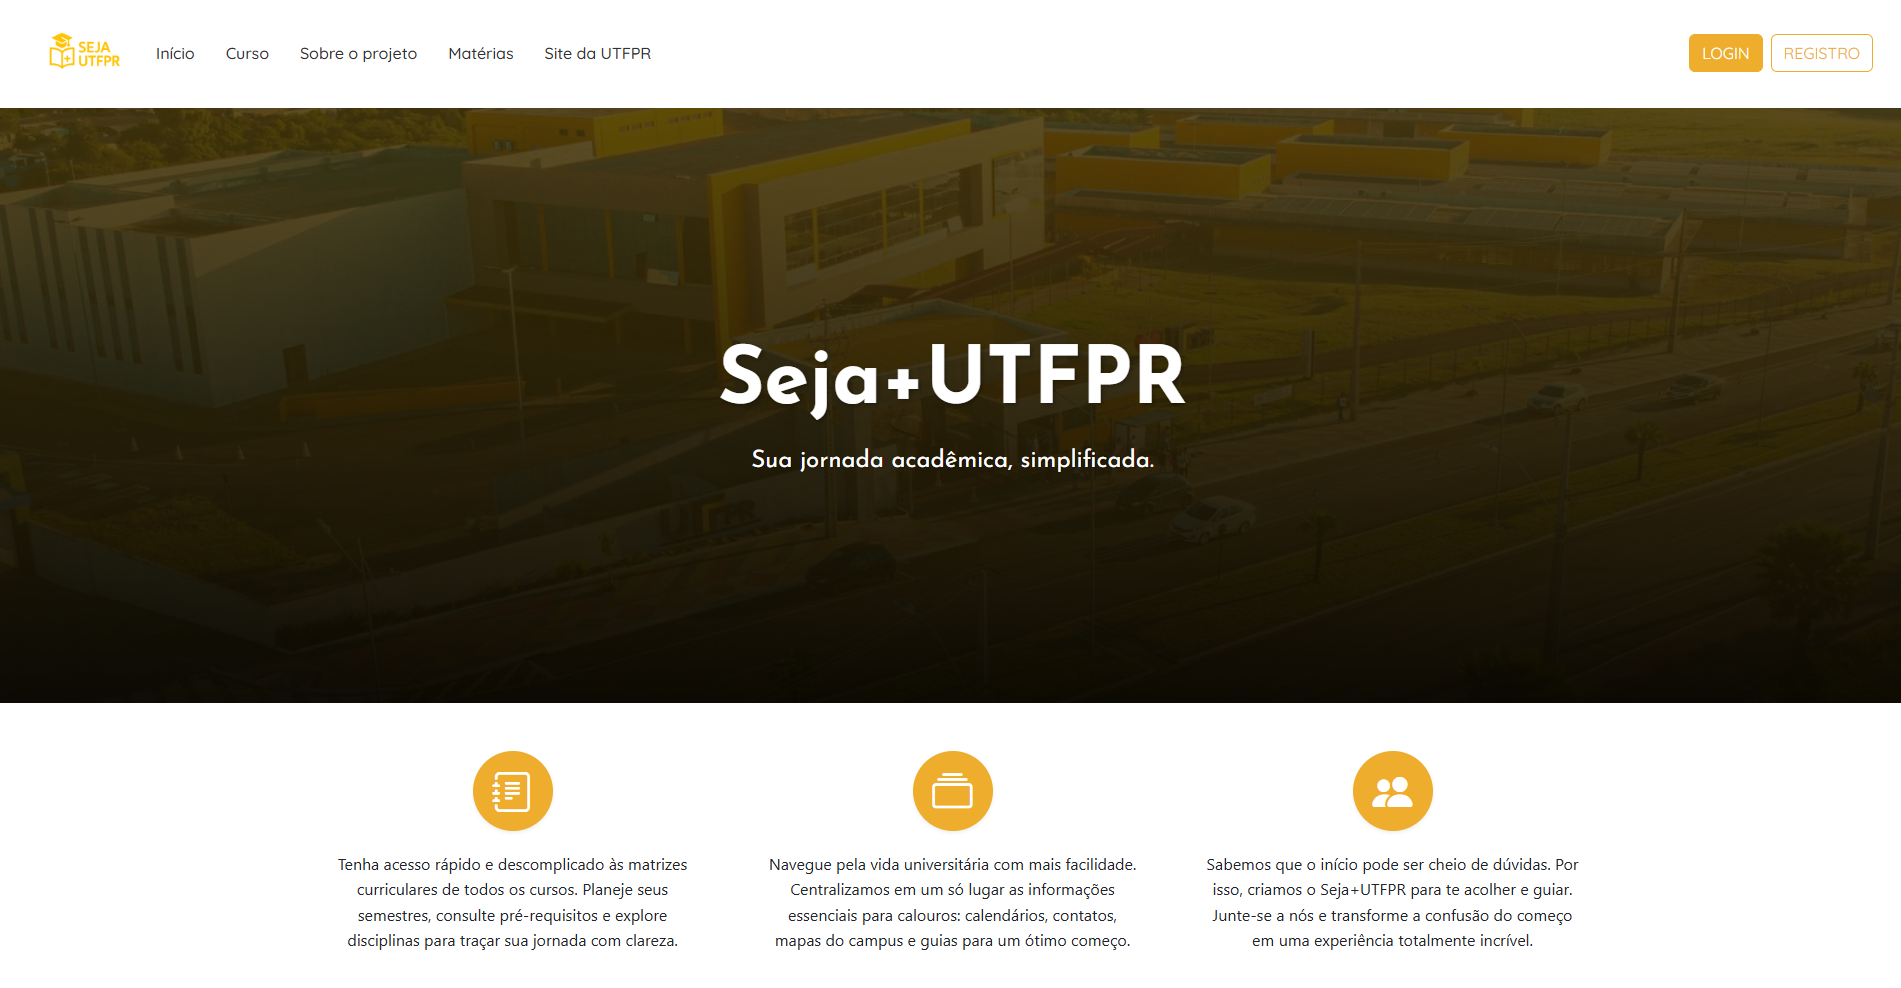 SEJA
UTFPR
Início
Curso
Sobre o projeto
Matérias
Site da UTFPR
LOGIN
REGISTRO
Seja+UTFPR
Sua jornada acadêmica, simplificada.
Tenha acesso rápido e descomplicado às matrizes
curriculares de todos os cursos. Planeje seus
semestres, consulte pré-requisitos e explore
disciplinas para traçar sua jornada com clareza.
Navegue pela vida universitária com mais facilidade.
Centralizamos em um só lugar as informações
essenciais para calouros: calendários, contatos,
mapas do campus e guias para um ótimo começo.
Sabemos que o início pode ser cheio de dúvidas. Por
isso, criamos o Seja+UTFPR para te acolher e guiar.
Junte-se a nós e transforme a confusão do começo
em uma experiência totalmente incrível.